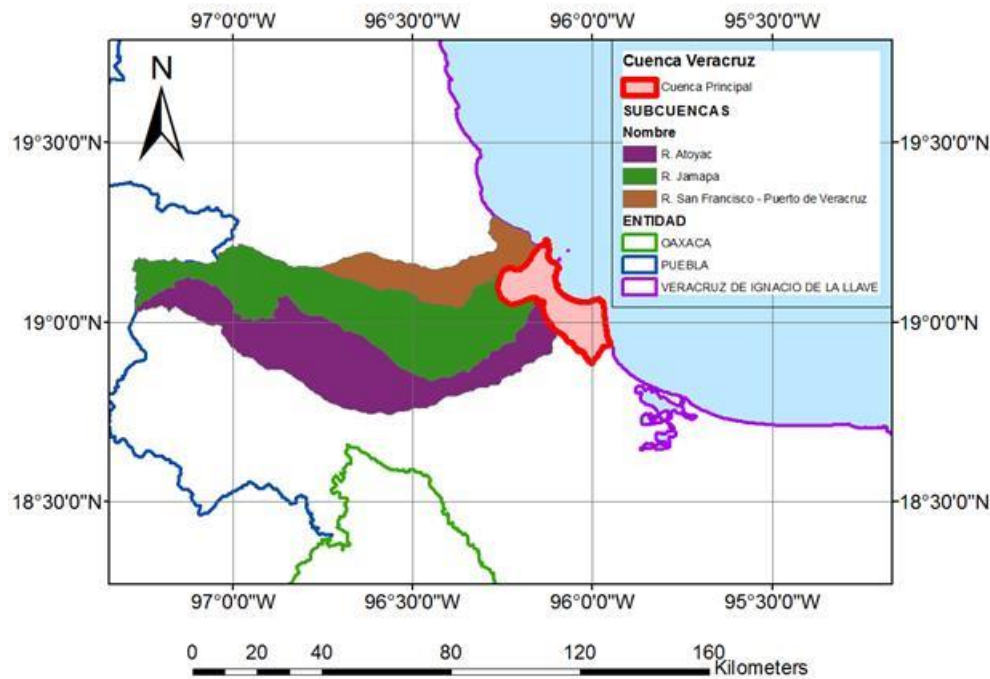 97°0'0"W 96°30'0"W 96°0'0"W 95°30'0"W
N
Cuenca Veracruz
Cuenca Principal
SUBCUENCAS
Nombre
R. Atoyac
R. Jamapa
R. San Francisco - Puerto de Veracruz
ENTIDAD
OAXACA
PUEBLA
VERACRUZ DE IGNACIO DE LA LLAVE
19°30'0"N 19°30'0"N
19°0'0"N 19°0'0"N
18°30'0"N 18°30'0"N
97°0'0"W 96°30'0"W 96°0'0"W 95°30'0"W
0 20 40 80 120 160
Kilometers